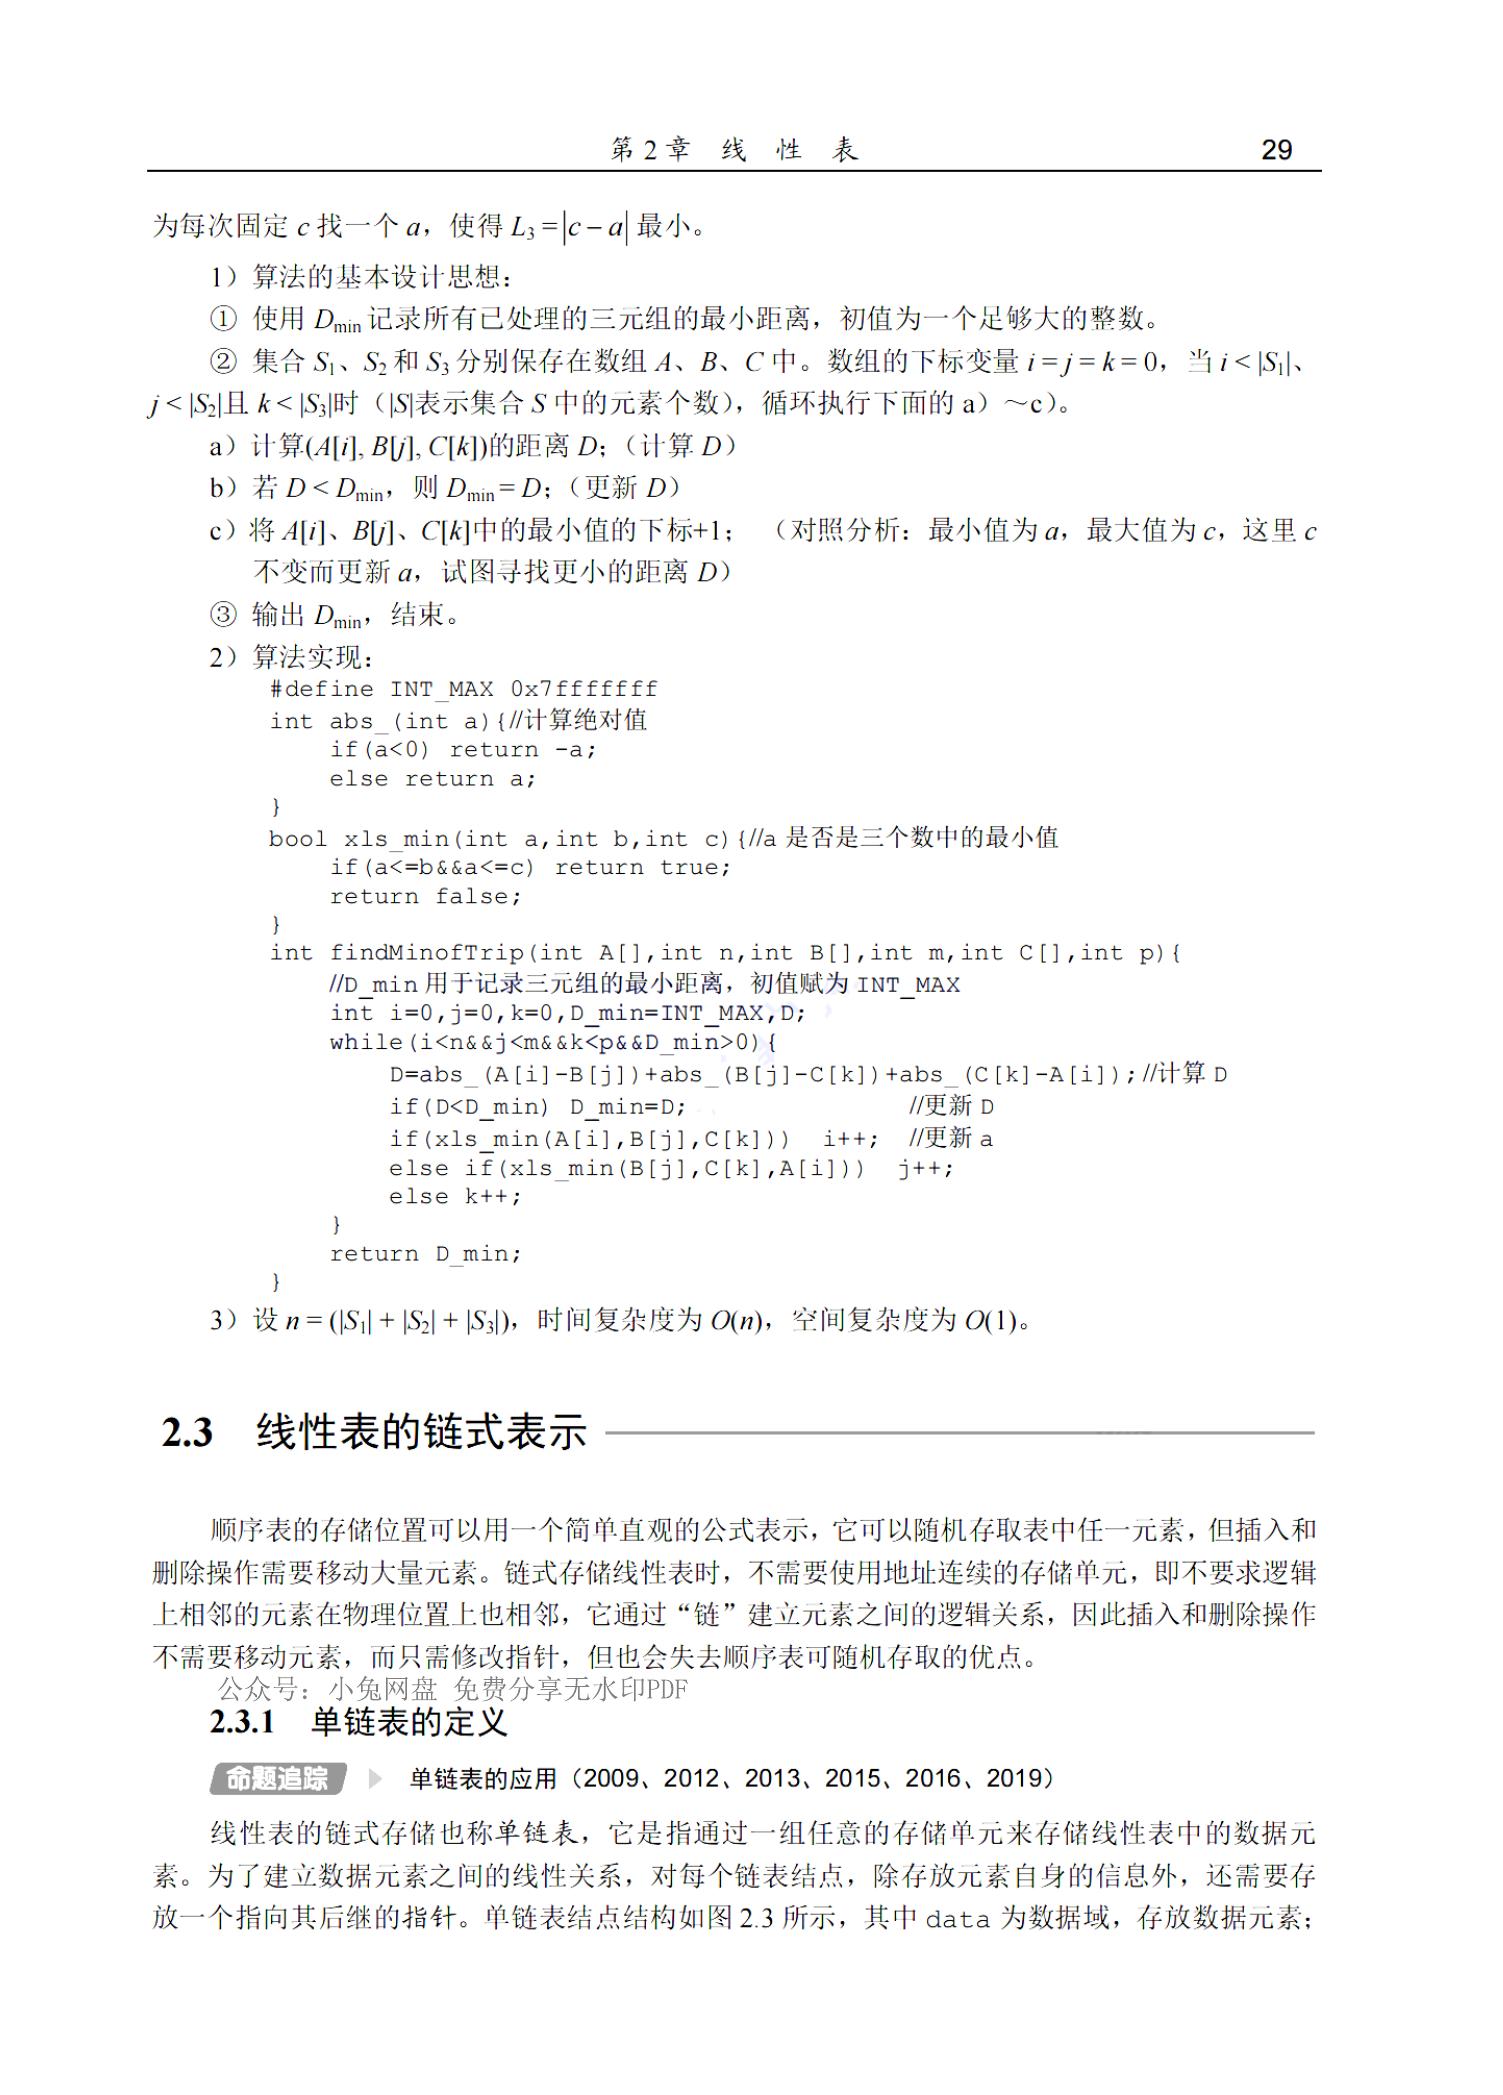 第 2 章 线 性 表 29
为每次固定 c 找一个 a，使得 L₃ = |c − a| 最小。
1）算法的基本设计思想：
① 使用 Dmin 记录所有已处理的三元组的最小距离，初值为一个足够大的整数。
② 集合 S₁、S₂ 和 S₃ 分别保存在数组 A、B、C 中。数组的下标变量 i = j = k = 0，当 i < |S₁|、
j < |S₂|且 k < |S₃|时（|S|表示集合 S 中的元素个数），循环执行下面的 a）～c）。
a）计算(A[i], B[j], C[k])的距离 D;（计算 D）
b）若 D < Dmin，则 Dmin = D;（更新 D）
c）将 A[i]、B[j]、C[k]中的最小值的下标+1; （对照分析：最小值为 a，最大值为 c，这里 c
不变而更新 a，试图寻找更小的距离 D）
③ 输出 Dmin，结束。
2）算法实现：
#define INT_MAX 0x7fffffff
int abs_(int a){//计算绝对值
if(a<0) return -a;
else return a;
}
bool xls_min(int a,int b,int c){//a 是否是三个数中的最小值
if(a<=b&&a<=c) return true;
return false;
}
int findMinofTrip(int A[],int n,int B[],int m,int C[],int p){
//D_min 用于记录三元组的最小距离，初值赋为 INT_MAX
int i=0,j=0,k=0,D_min=INT_MAX,D;
while(i<n&&j<m&&k<p&&D_min>0){
D=abs_(A[i]-B[j])+abs_(B[j]-C[k])+abs_(C[k]-A[i]);//计算 D
if(D<D_min) D_min=D; //更新 D
if(xls_min(A[i],B[j],C[k])) i++; //更新 a
else if(xls_min(B[j],C[k],A[i])) j++;
else k++;
}
return D_min;
}
3）设 n = (|S₁| + |S₂| + |S₃|)，时间复杂度为 O(n)，空间复杂度为 O(1)。
2.3 线性表的链式表示
顺序表的存储位置可以用一个简单直观的公式表示，它可以随机存取表中任一元素，但插入和
删除操作需要移动大量元素。链式存储线性表时，不需要使用地址连续的存储单元，即不要求逻辑
上相邻的元素在物理位置上也相邻，它通过“链”建立元素之间的逻辑关系，因此插入和删除操作
不需要移动元素，而只需修改指针，但也会失去顺序表可随机存取的优点。
公众号：小兔网盘 免费分享无水印PDF
2.3.1 单链表的定义
命题追踪 单链表的应用（2009、2012、2013、2015、2016、2019）
线性表的链式存储也称单链表，它是指通过一组任意的存储单元来存储线性表中的数据元
素。为了建立数据元素之间的线性关系，对每个链表结点，除存放元素自身的信息外，还需要存
放一个指向其后继的指针。单链表结点结构如图 2.3 所示，其中 data 为数据域，存放数据元素；